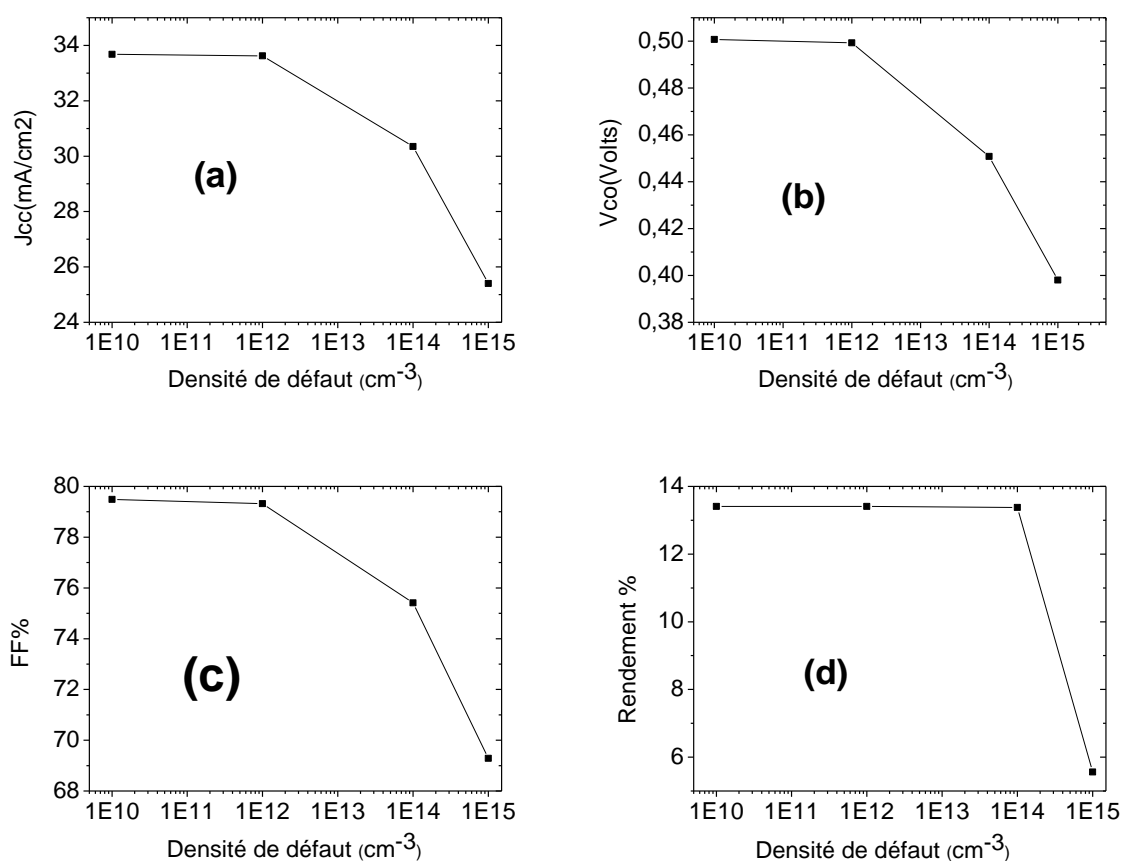 34
32
30
28
26
24
Jcc(mA/cm2)
(a)
1E10 1E11 1E12 1E13 1E14 1E15
Densité de défaut (cm-3)
0,50
0,48
0,46
0,44
0,42
0,40
0,38
Vco(Volts)
(b)
1E10 1E11 1E12 1E13 1E14 1E15
Densité de défaut (cm-3)
80
78
76
74
72
70
68
FF%
(c)
1E10 1E11 1E12 1E13 1E14 1E15
Densité de défaut (cm-3)
14
12
10
8
6
Rendement %
(d)
1E10 1E11 1E12 1E13 1E14 1E15
Densité de défaut (cm-3)